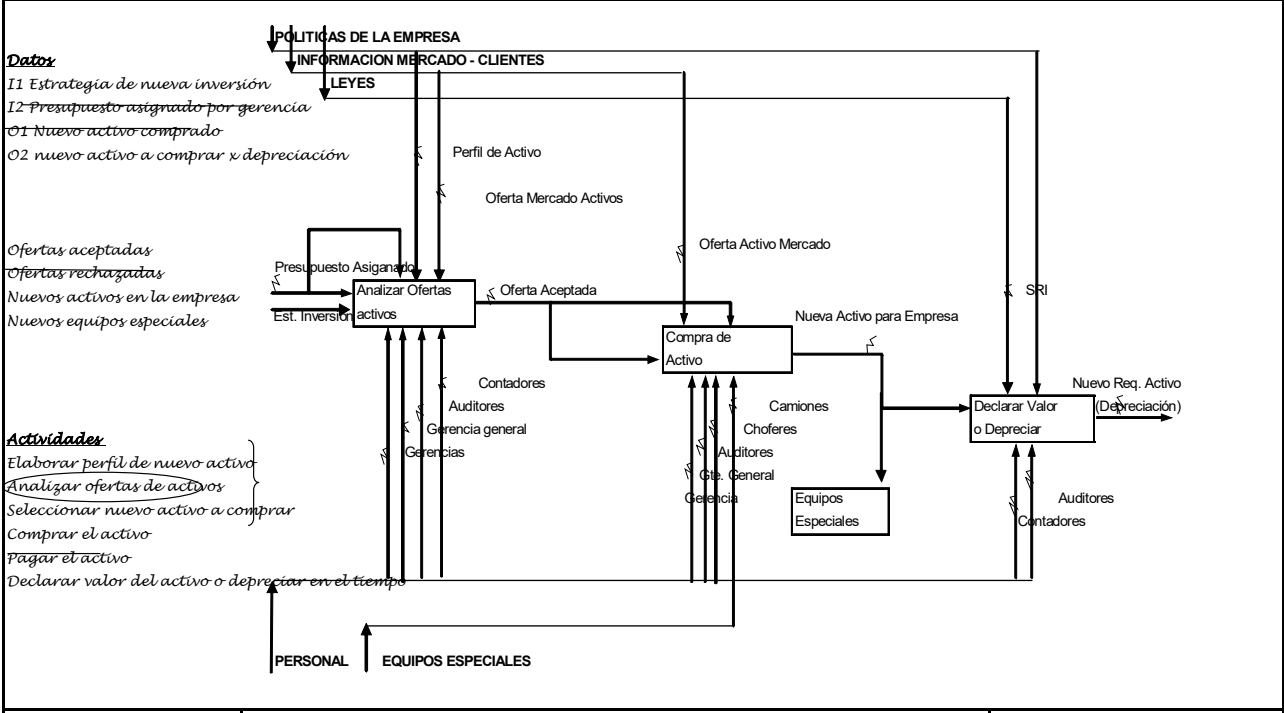 POLITICAS DE LA EMPRESA
INFORMACION MERCADO - CLIENTES
LEYES
Datos
I1 Estrategia de nueva inversión
I2 Presupuesto asignado por gerencia
O1 Nuevo activo comprado
O2 nuevo activo a comprar x depreciación
Perfil de Activo
Oferta Mercado Activos
Oferta Activo Mercado
Ofertas aceptadas
Ofertas rechazadas
Nuevos activos en la empresa
Nuevos equipos especiales
Presupuesto Asiganado
Est. Inversión
Analizar Ofertas
activos
Oferta Aceptada
Compra de
Activo
Nueva Activo para Empresa
SRI
Nuevo Req. Activo
(Depreciación)
Declarar Valor
o Depreciar
Contadores
Auditores
Gerencia general
Gerencias
Camiones
Choferes
Auditores
Gte. General
Gerencia
Equipos
Especiales
Auditores
Contadores
Actividades
Elaborar perfil de nuevo activo
Analizar ofertas de activos
Seleccionar nuevo activo a comprar
Comprar el activo
Pagar el activo
Declarar valor del activo o depreciar en el tiempo
PERSONAL
EQUIPOS ESPECIALES